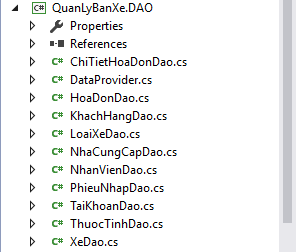 QuanLyBanXe.DAO
Properties
References
C# ChiTietHoaDonDao.cs
C# DataProvider.cs
C# HoaDonDao.cs
C# KhachHangDao.cs
C# LoaiXeDao.cs
C# NhaCungCapDao.cs
C# NhanVienDao.cs
C# PhieuNhapDao.cs
C# TaiKhoanDao.cs
C# ThuocTinhDao.cs
C# XeDao.cs